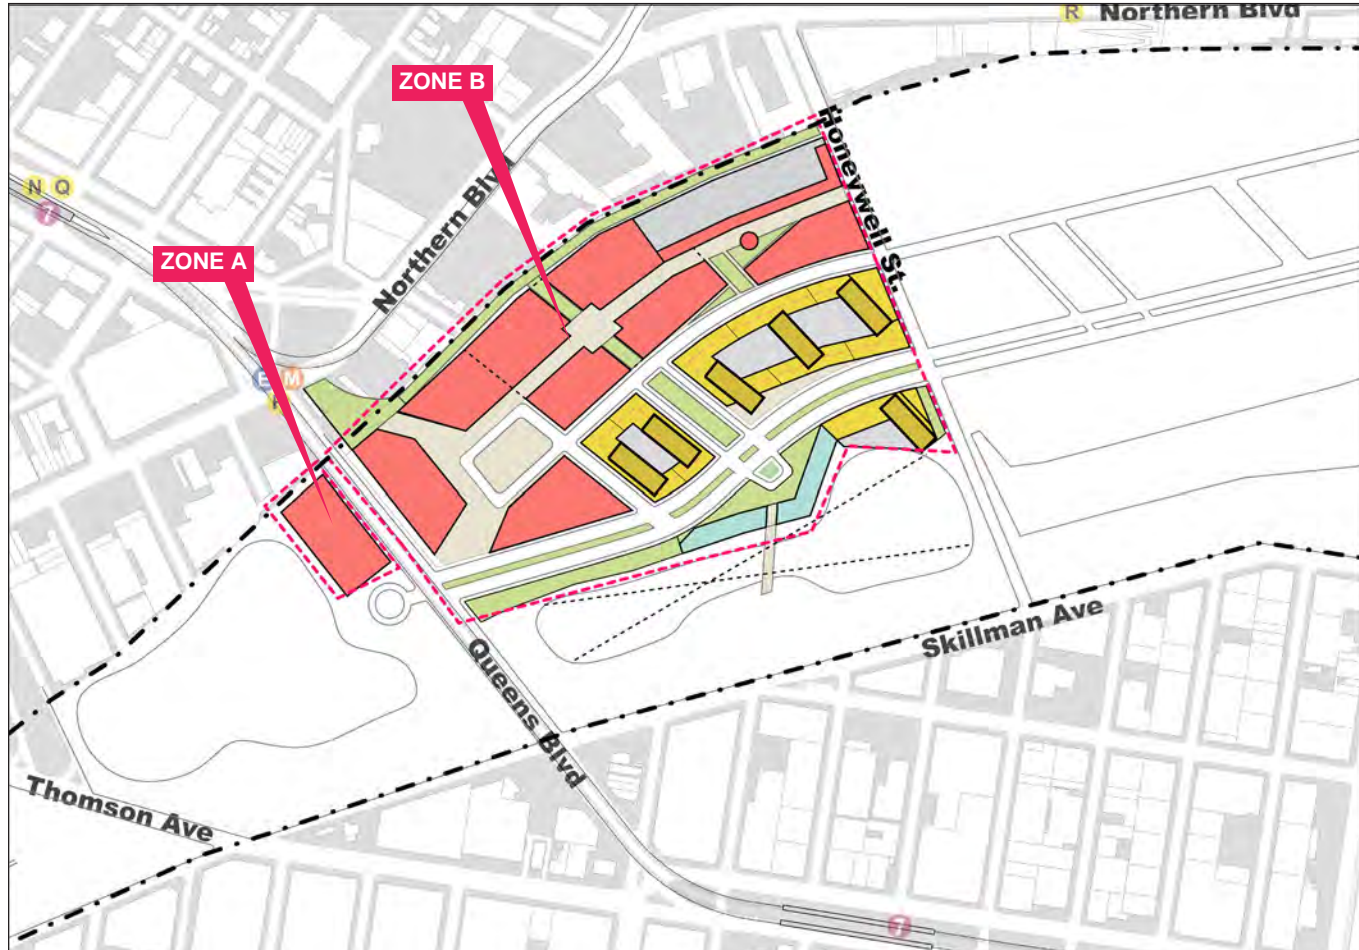 R Northern Blvd
ZONE B
Honeywell St.
N Q
7
Northern Blvd
ZONE A
E M
R
Skillman Ave
Queens Blvd
Thomson Ave
7